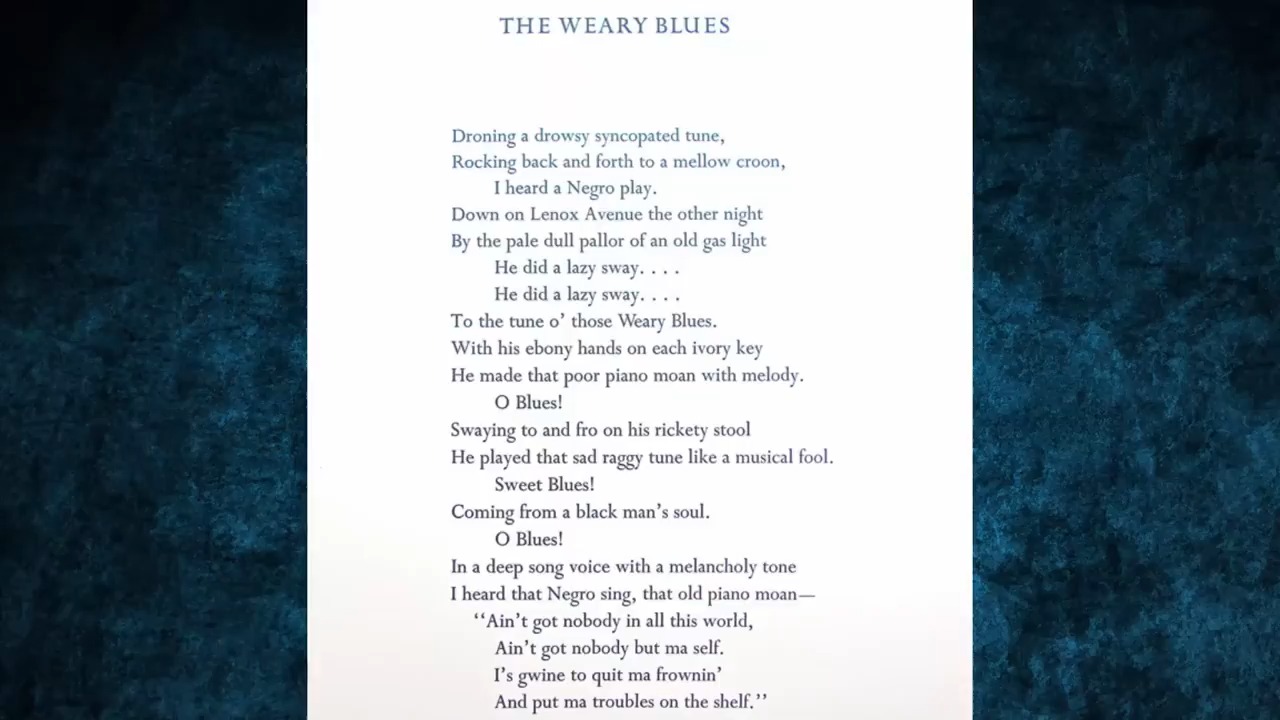 THE WEARY BLUES
Droning a drowsy syncopated tune,
Rocking back and forth to a mellow croon,
I heard a Negro play.
Down on Lenox Avenue the other night
By the pale dull pallor of an old gas light
He did a lazy sway. . . .
He did a lazy sway. . . .
To the tune o’ those Weary Blues.
With his ebony hands on each ivory key
He made that poor piano moan with melody.
O Blues!
Swaying to and fro on his rickety stool
He played that sad raggy tune like a musical fool.
Sweet Blues!
Coming from a black man’s soul.
O Blues!
In a deep song voice with a melancholy tone
I heard that Negro sing, that old piano moan—
‘‘Ain’t got nobody in all this world,
Ain’t got nobody but ma self.
I’s gwine to quit ma frownin’
And put ma troubles on the shelf.’’